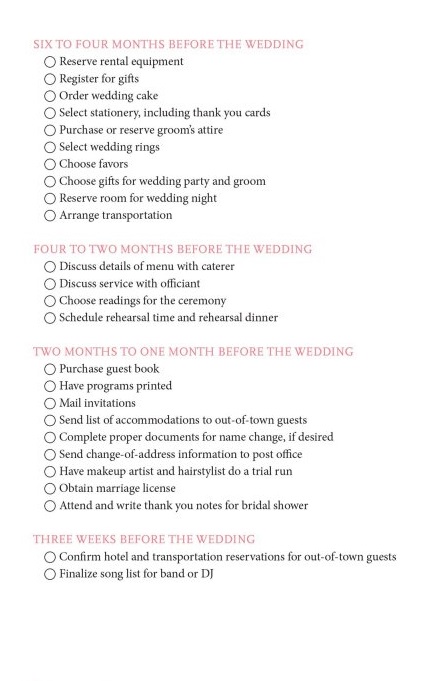 SIX TO FOUR MONTHS BEFORE THE WEDDING
Reserve rental equipment
Register for gifts
Order wedding cake
Select stationery, including thank you cards
Purchase or reserve groom's attire
Select wedding rings
Choose favors
Choose gifts for wedding party and groom
Reserve room for wedding night
Arrange transportation
FOUR TO TWO MONTHS BEFORE THE WEDDING
Discuss details of menu with caterer
Discuss service with officiant
Choose readings for the ceremony
Schedule rehearsal time and rehearsal dinner
TWO MONTHS TO ONE MONTH BEFORE THE WEDDING
Purchase guest book
Have programs printed
Mail invitations
Send list of accommodations to out-of-town guests
Complete proper documents for name change, if desired
Send change-of-address information to post office
Have makeup artist and hairstylist do a trial run
Obtain marriage license
Attend and write thank you notes for bridal shower
THREE WEEKS BEFORE THE WEDDING
Confirm hotel and transportation reservations for out-of-town guests
Finalize song list for band or DJ